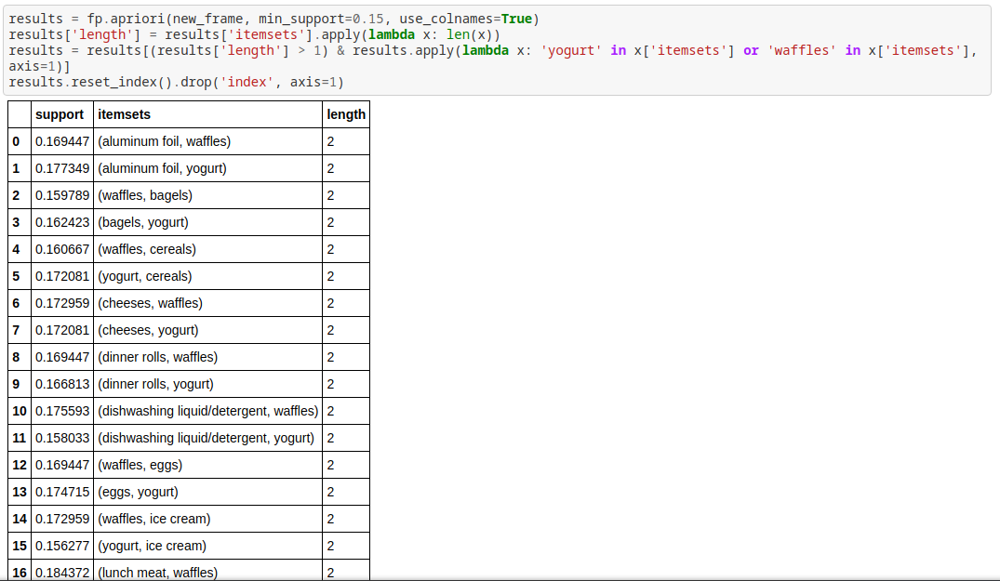 results = fp.apriori(new_frame, min_support=0.15, use_colnames=True)
results['length'] = results['itemsets'].apply(lambda x: len(x))
results = results[(results['length'] > 1) & results.apply(lambda x: 'yogurt' in x['itemsets'] or 'waffles' in x['itemsets'],
axis=1)]
results.reset_index().drop('index', axis=1)
support itemsets length
0 0.169447 (aluminum foil, waffles) 2
1 0.177349 (aluminum foil, yogurt) 2
2 0.159789 (waffles, bagels) 2
3 0.162423 (bagels, yogurt) 2
4 0.160667 (waffles, cereals) 2
5 0.172081 (yogurt, cereals) 2
6 0.172959 (cheeses, waffles) 2
7 0.172081 (cheeses, yogurt) 2
8 0.169447 (dinner rolls, waffles) 2
9 0.166813 (dinner rolls, yogurt) 2
10 0.175593 (dishwashing liquid/detergent, waffles) 2
11 0.158033 (dishwashing liquid/detergent, yogurt) 2
12 0.169447 (waffles, eggs) 2
13 0.174715 (eggs, yogurt) 2
14 0.172959 (waffles, ice cream) 2
15 0.156277 (yogurt, ice cream) 2
16 0.184372 (lunch meat, waffles) 2